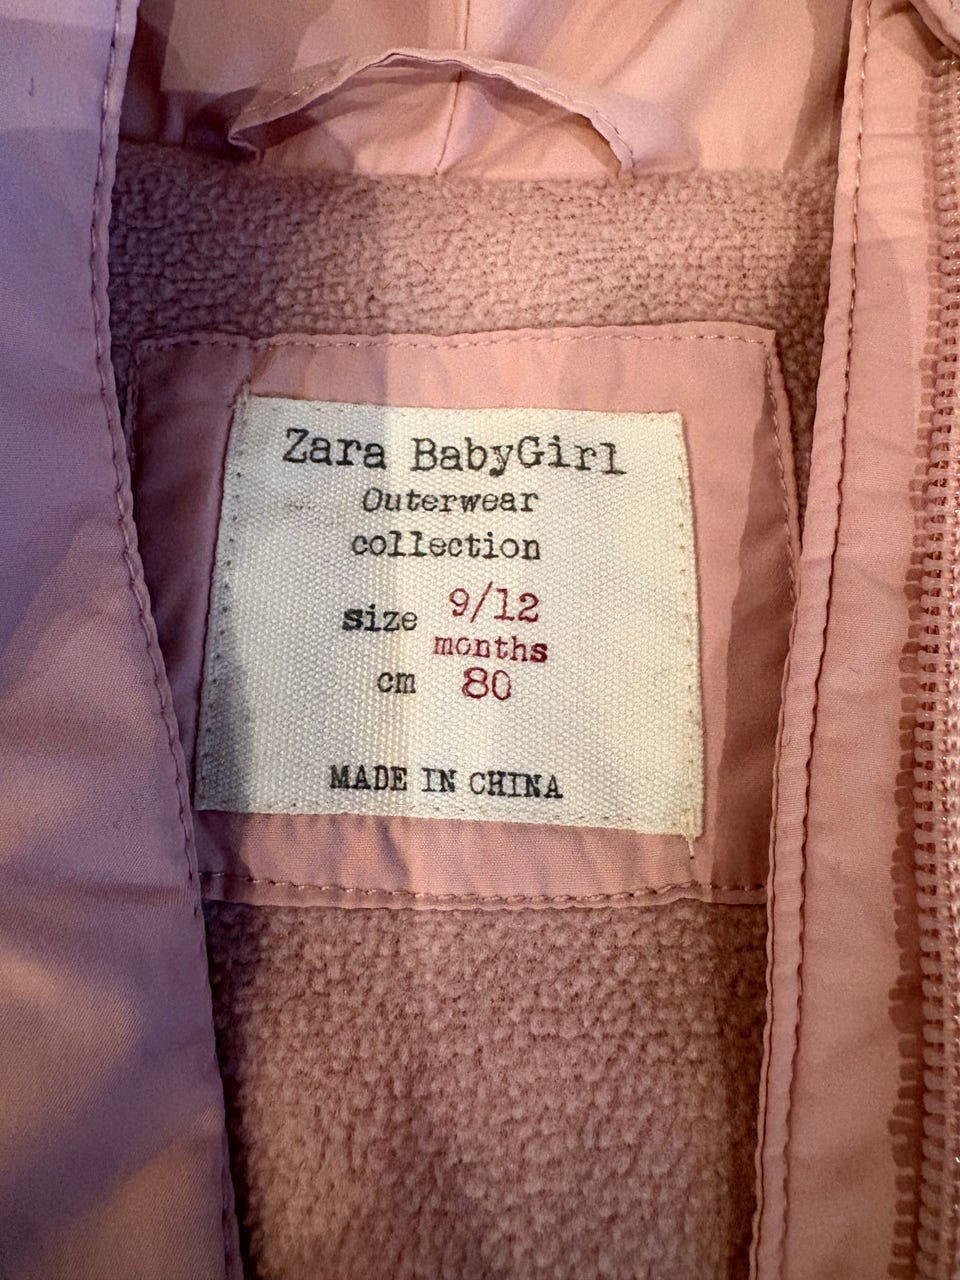 Zara BabyGirl
Outerwear
collection
size 9/12
months
cm 80
MADE IN CHINA